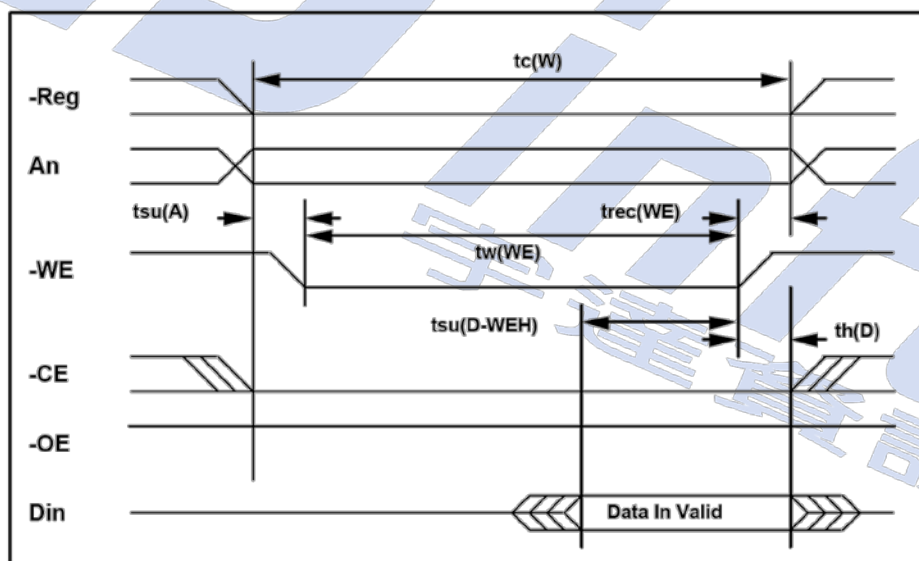 tc(W)
-Reg
An
tsu(A)
trec(WE)
tw(WE)
-WE
tsu(D-WEH)
th(D)
-CE
-OE
Din
Data In Valid